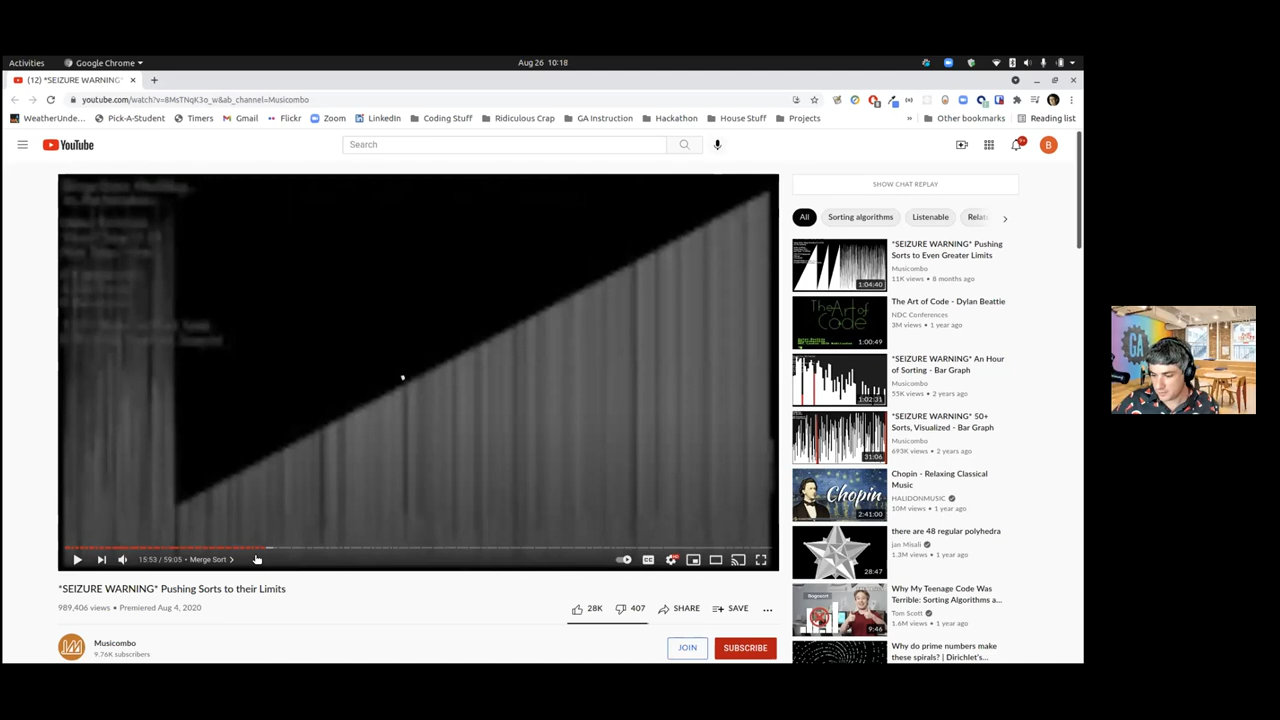 Activities
Google Chrome
Aug 26 10:18
(12) *SEIZURE WARNING*
youtube.com/watch?v=8MsTNqK3o_w&ab_channel=Musicombo
WeatherUnde...
Pick-A-Student
Timers
Gmail
Flickr
Zoom
LinkedIn
Coding Stuff
Ridiculous Crap
GA Instruction
Hackathon
House Stuff
Projects
»
Other bookmarks
Reading list
YouTube
Search
9+
B
SHOW CHAT REPLAY
All
Sorting algorithms
Listenable
Relat
*SEIZURE WARNING* Pushing
Sorts to Even Greater Limits
Musicombo
11K views • 8 months ago
1:04:40
The Art of Code - Dylan Beattie
NDC Conferences
3M views • 1 year ago
The Art of
Code
1:00:49
*SEIZURE WARNING* An Hour
of Sorting - Bar Graph
Musicombo
55K views • 2 years ago
1:02:31
*SEIZURE WARNING* 50+
Sorts, Visualized - Bar Graph
Musicombo
693K views • 2 years ago
31:06
Chopin - Relaxing Classical
Music
HALIDONMUSIC
10M views • 1 year ago
Chopin
2:41:00
there are 48 regular polyhedra
jan Misali
1.3M views • 1 year ago
28:47
Why My Teenage Code Was
Terrible: Sorting Algorithms a...
Tom Scott
1.6M views • 1 year ago
9:46
Why do prime numbers make
these spirals? | Dirichlet's...
15:53 / 59:05 • Merge Sort
CC
*SEIZURE WARNING* Pushing Sorts to their Limits
989,406 views • Premiered Aug 4, 2020
28K
407
SHARE
SAVE
Musicombo
9.76K subscribers
JOIN
SUBSCRIBE
GA